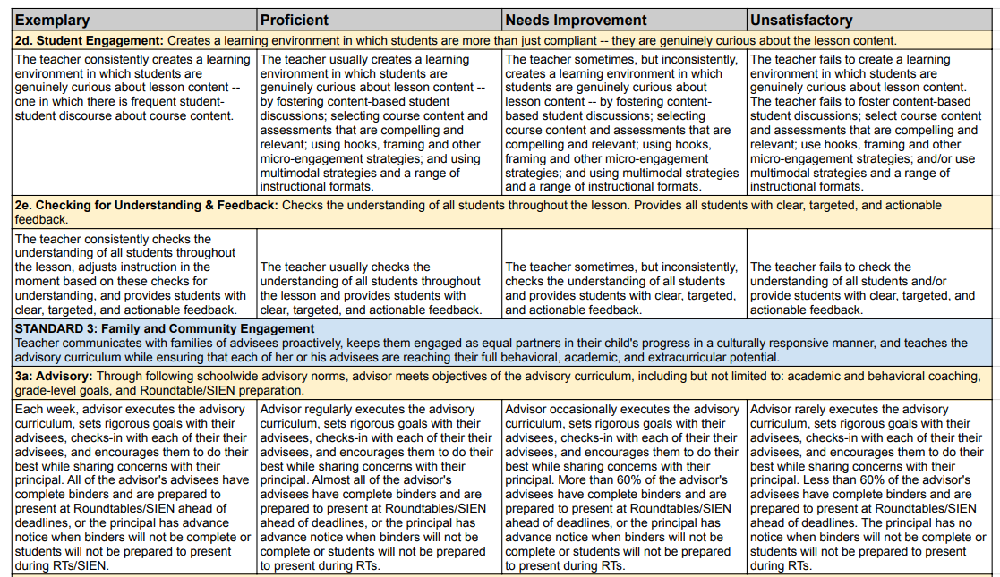 Exemplary
Proficient
Needs Improvement
Unsatisfactory
2d. Student Engagement: Creates a learning environment in which students are more than just compliant -- they are genuinely curious about the lesson content.
The teacher consistently creates a learning
environment in which students are
genuinely curious about lesson content --
one in which there is frequent student-
student discourse about course content.
The teacher usually creates a learning
environment in which students are
genuinely curious about lesson content --
by fostering content-based student
discussions; selecting course content and
assessments that are compelling and
relevant; using hooks, framing and other
micro-engagement strategies; and using
multimodal strategies and a range of
instructional formats.
The teacher sometimes, but inconsistently,
creates a learning environment in which
students are genuinely curious about
lesson content -- by fostering content-
based student discussions; selecting
course content and assessments that are
compelling and relevant; using hooks,
framing and other micro-engagement
strategies; and using multimodal strategies
and a range of instructional formats.
The teacher fails to create a learning
environment in which students are
genuinely curious about lesson content.
The teacher fails to foster content-based
student discussions; select course content
and assessments that are compelling and
relevant; use hooks, framing and other
micro-engagement strategies; and/or use
multimodal strategies and a range of
instructional formats.
2e. Checking for Understanding & Feedback: Checks the understanding of all students throughout the lesson. Provides all students with clear, targeted, and actionable
feedback.
The teacher consistently checks the
understanding of all students throughout
the lesson, adjusts instruction in the
moment based on these checks for
understanding, and provides students with
clear, targeted, and actionable feedback.
The teacher usually checks the
understanding of all students throughout
the lesson and provides students with
clear, targeted, and actionable feedback.
The teacher sometimes, but inconsistently,
checks the understanding of all students
and provides students with clear, targeted,
and actionable feedback.
The teacher fails to check the
understanding of all students and/or
provide students with clear, targeted, and
actionable feedback.
STANDARD 3: Family and Community Engagement
Teacher communicates with families of advisees proactively, keeps them engaged as equal partners in their child's progress in a culturally responsive manner, and teaches the
advisory curriculum while ensuring that each of her or his advisees are reaching their full behavioral, academic, and extracurricular potential.
3a: Advisory: Through following schoolwide advisory norms, advisor meets objectives of the advisory curriculum, including but not limited to: academic and behavioral coaching,
grade-level goals, and Roundtable/SIEN preparation.
Each week, advisor executes the advisory
curriculum, sets rigorous goals with their
advisees, checks-in with each of their their
advisees, and encourages them to do their
best while sharing concerns with their
principal. All of the advisor's advisees have
complete binders and are prepared to
present at Roundtables/SIEN ahead of
deadlines, or the principal has advance
notice when binders will not be complete or
students will not be prepared to present
during RTs/SIEN.
Advisor regularly executes the advisory
curriculum, sets rigorous goals with their
advisees, checks-in with each of their their
advisees, and encourages them to do their
best while sharing concerns with their
principal. Almost all of the advisor's
advisees have complete binders and are
prepared to present at Roundtables/SIEN
ahead of deadlines, or the principal has
advance notice when binders will not be
complete or students will not be prepared
to present during RTs.
Advisor occasionally executes the advisory
curriculum, sets rigorous goals with their
advisees, checks-in with each of their their
advisees, and encourages them to do their
best while sharing concerns with their
principal. More than 60% of the advisor's
advisees have complete binders and are
prepared to present at Roundtables/SIEN
ahead of deadlines, or the principal has
advance notice when binders will not be
complete or students will not be prepared
to present during RTs.
Advisor rarely executes the advisory
curriculum, sets rigorous goals with their
advisees, checks-in with each of their their
advisees, and encourages them to do their
best while sharing concerns with their
principal. Less than 60% of the advisor's
advisees have complete binders and are
prepared to present at Roundtables/SIEN
ahead of deadlines. The principal has no
notice when binders will not be complete or
students will not be prepared to present
during RTs.